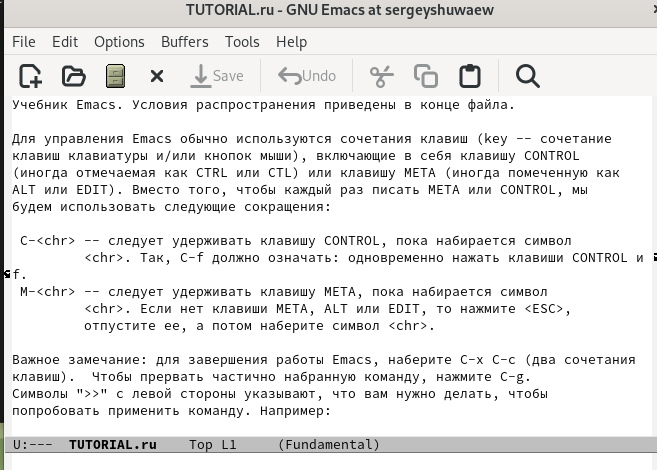 TUTORIAL.ru - GNU Emacs at sergeyshuwaew
File Edit Options Buffers Tools Help
Save Undo
Учебник Emacs. Условия распространения приведены в конце файла.
Для управления Emacs обычно используются сочетания клавиш (key -- сочетание
клавиш клавиатуры и/или кнопок мыши), включающие в себя клавишу CONTROL
(иногда отмечаемая как CTRL или CTL) или клавишу META (иногда помеченную как
ALT или EDIT). Вместо того, чтобы каждый раз писать META или CONTROL, мы
будем использовать следующие сокращения:
C-<chr> -- следует удерживать клавишу CONTROL, пока набирается символ
<chr>. Так, C-f должно означать: одновременно нажать клавиши CONTROL и
f.
M-<chr> -- следует удерживать клавишу META, пока набирается символ
<chr>. Если нет клавиши META, ALT или EDIT, то нажмите <ESC>,
отпустите ее, а потом наберите символ <chr>.
Важное замечание: для завершения работы Emacs, наберите C-x C-c (два сочетания
клавиш). Чтобы прервать частично набранную команду, нажмите C-g.
Символы ">>" с левой стороны указывают, что вам нужно делать, чтобы
попробовать применить команду. Например:
U:--- TUTORIAL.ru Top L1 (Fundamental)